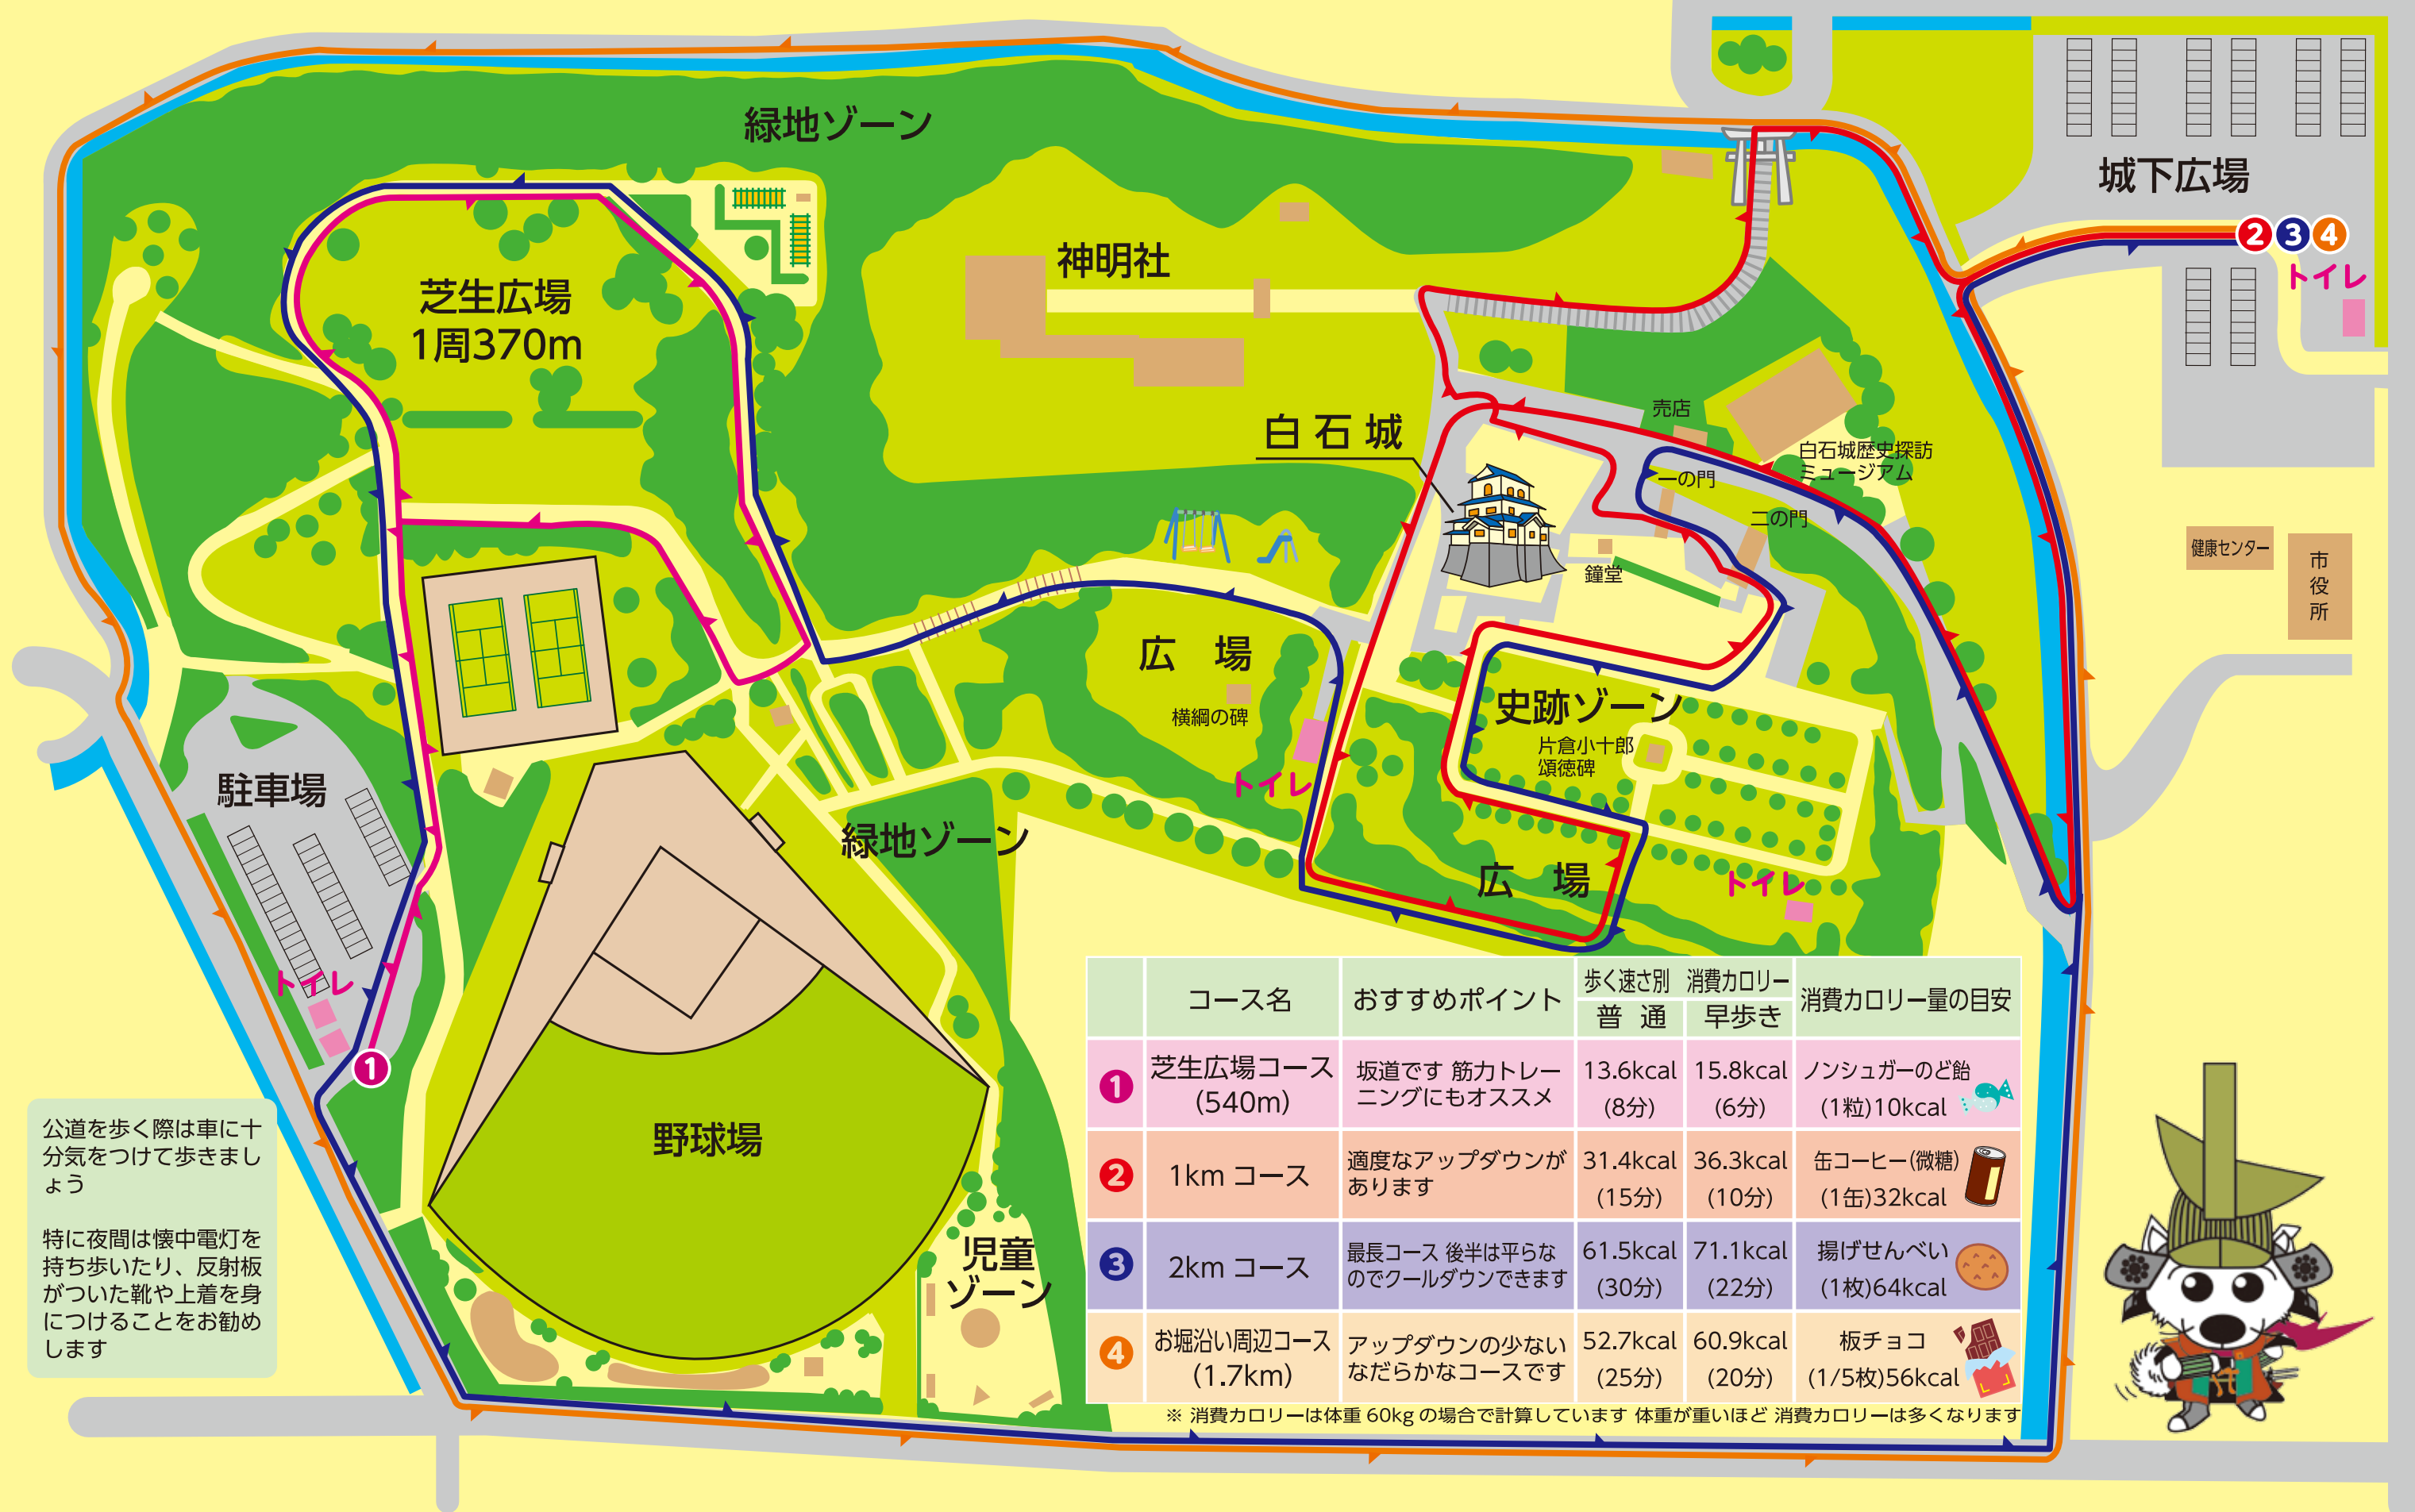 緑地ゾーン
城下広場
2 3 4
トイレ
神明社
芝生広場
1周370m
白石城
売店
白石城歴史探訪
ミュージアム
一の門
二の門
鐘堂
健康センター
市役所
広 場
横綱の碑
トイレ
史跡ゾーン
片倉小十郎
頌徳碑
駐車場
緑地ゾーン
広 場
トイレ
トイレ
1
野球場
児童
ゾーン
公道を歩く際は車に十
分気をつけて歩きまし
ょう
特に夜間は懐中電灯を
持ち歩いたり、反射板
がついた靴や上着を身
につけることをお勧め
します
コース名 おすすめポイント 歩く速さ別 消費カロリー 消費カロリー量の目安
普 通 早歩き
1 芝生広場コース 坂道です 筋力トレー 13.6kcal 15.8kcal ノンシュガーのど飴
(540m) ニングにもオススメ (8分) (6分) (1粒)10kcal
2 1km コース 適度なアップダウンが 31.4kcal 36.3kcal 缶コーヒー(微糖)
あります (15分) (10分) (1缶)32kcal
3 2km コース 最長コース 後半は平らな 61.5kcal 71.1kcal 揚げせんべい
のでクールダウンできます (30分) (22分) (1枚)64kcal
4 お堀沿い周辺コース アップダウンの少ない 52.7kcal 60.9kcal 板チョコ
(1.7km) なだらかなコースです (25分) (20分) (1/5枚)56kcal
※ 消費カロリーは体重 60kg の場合で計算しています 体重が重いほど 消費カロリーは多くなります